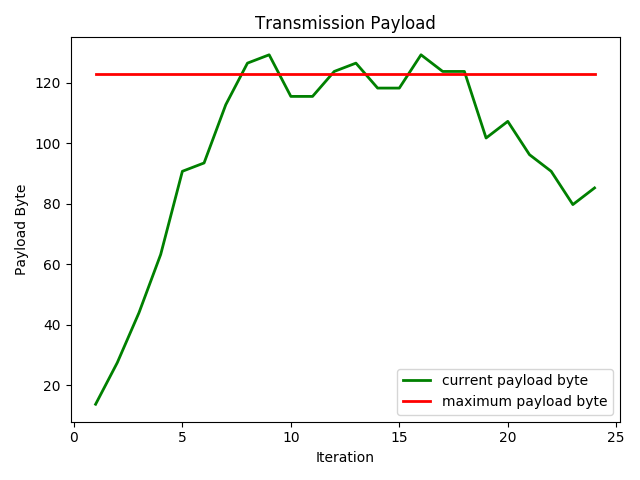 Transmission Payload
Payload Byte
120
100
80
60
40
20
0
5
10
15
20
25
Iteration
current payload byte
maximum payload byte